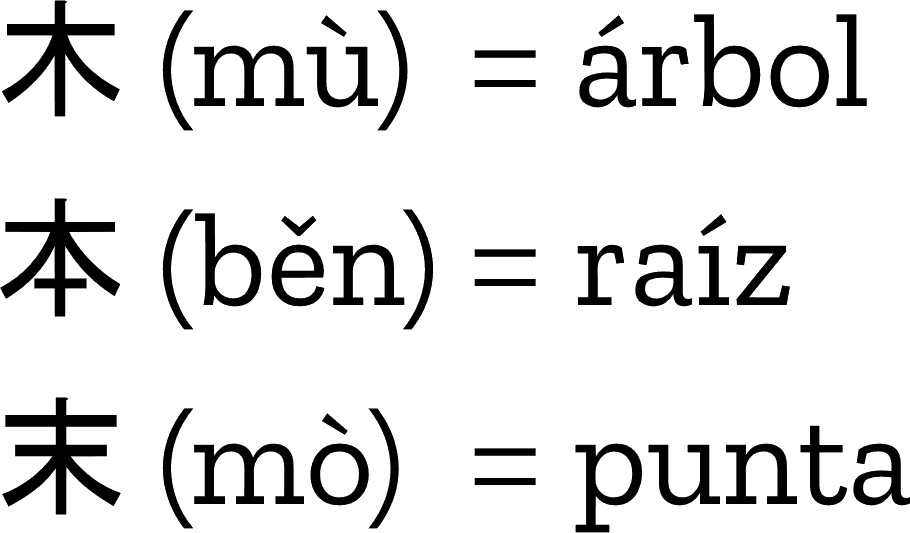 木 (mù) = árbol
本 (běn) = raíz
末 (mò) = punta